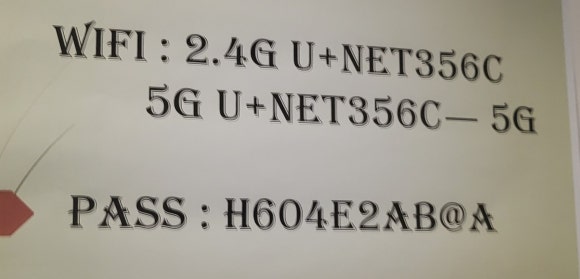 WIFI : 2.4G U+NET356C
5G U+NET356C— 5G
PASS : H604E2AB@A